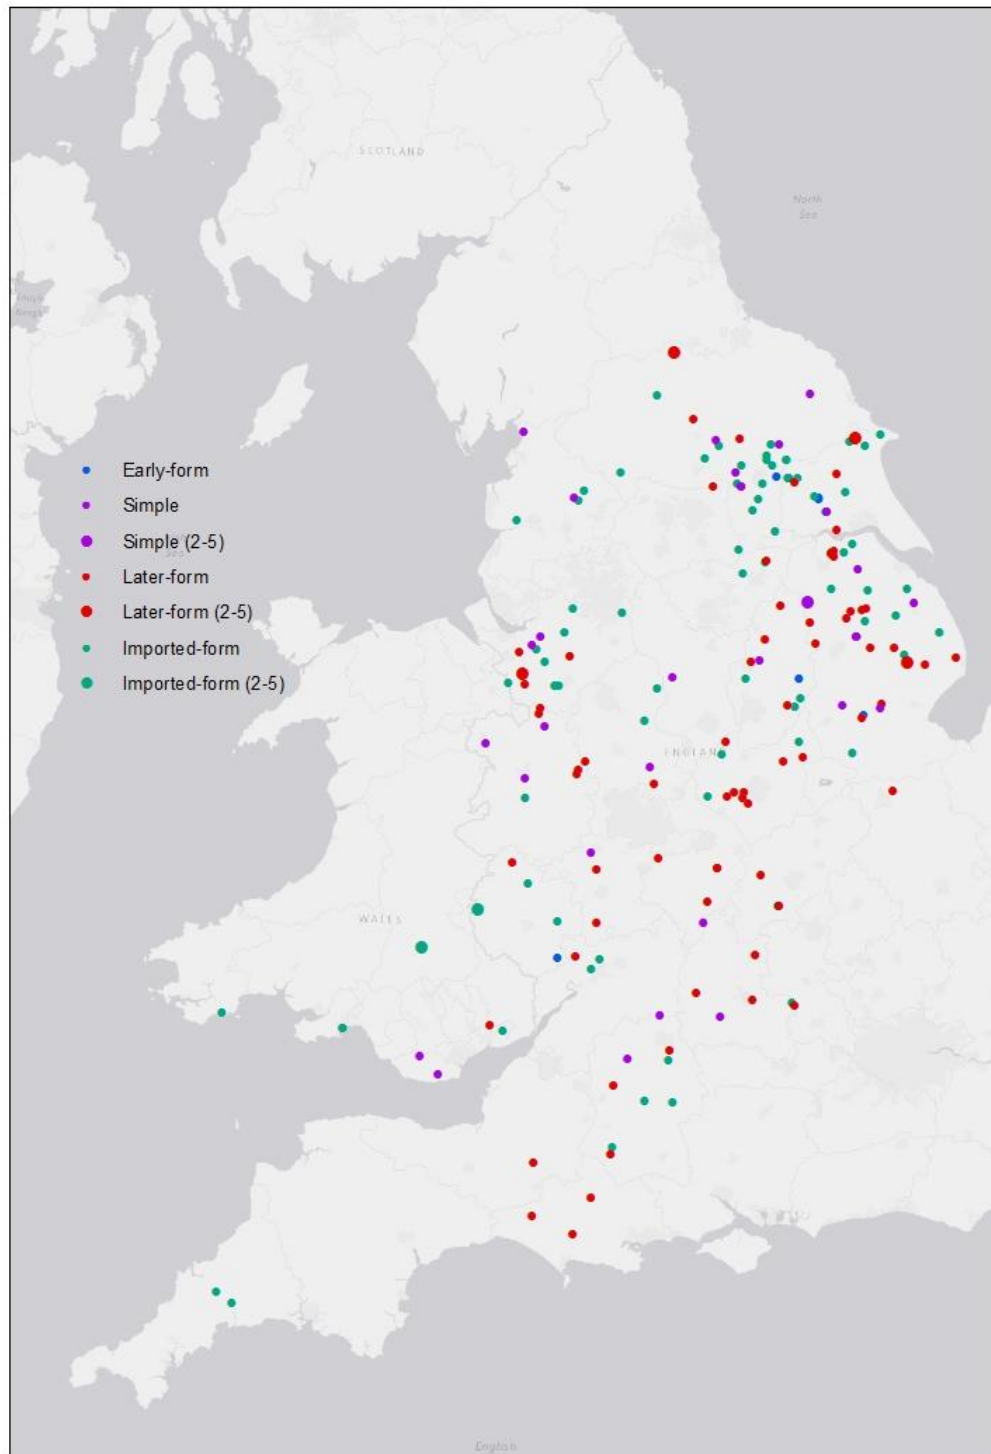 SCOTLAND
North
Sea
Early-form
Simple
Simple (2-5)
Later-form
Later-form (2-5)
Imported-form
Imported-form (2-5)
ENGLAND
WALES
English